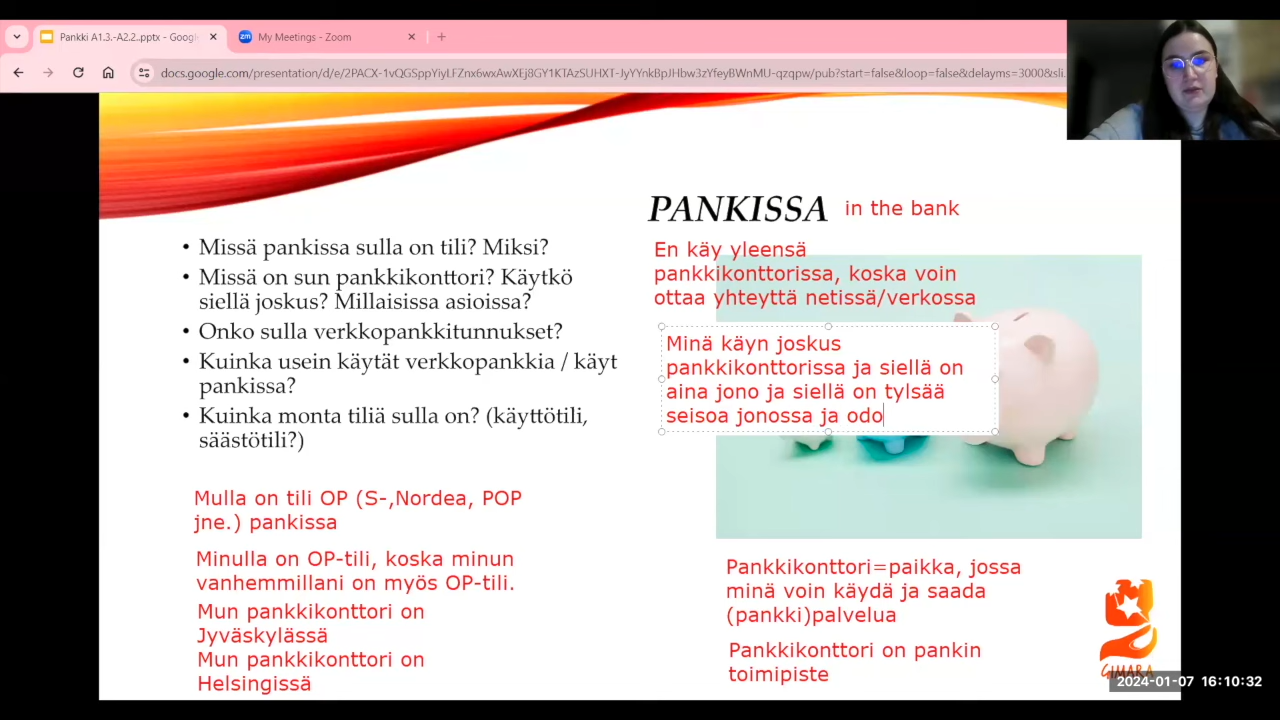 Pankki A1.3.-A2.2..pptx - Goog
My Meetings - Zoom
docs.google.com/presentation/d/e/2PACX-1vQGSppYiyLFZnx6wxAwXEj8GY1KTAzSUHXT-JyYYnkBpJHbw3zYfeyBWnMU-qzqpw/pub?start=false&loop=false&delayms=3000&sli
PANKISSA in the bank
• Missä pankissa sulla on tili? Miksi?
• Missä on sun pankkikonttori? Käytkö
siellä joskus? Millaisissa asioissa?
• Onko sulla verkkopankkitunnukset?
• Kuinka usein käytät verkkopankkia / käyt
pankissa?
• Kuinka monta tiliä sulla on? (käyttötili,
säästötili?)
En käy yleensä
pankkikonttorissa, koska voin
ottaa yhteyttä netissä/verkossa
Minä käyn joskus
pankkikonttorissa ja siellä on
aina jono ja siellä on tylsää
seisoa jonossa ja odo
Mulla on tili OP (S-,Nordea, POP
jne.) pankissa
Minulla on OP-tili, koska minun
vanhemmillani on myös OP-tili.
Mun pankkikonttori on
Jyväskylässä
Mun pankkikonttori on
Helsingissä
Pankkikonttori=paikka, jossa
minä voin käydä ja saada
(pankki)palvelua
Pankkikonttori on pankin
toimipiste
GIMARA
2024-01-07 16:10:32